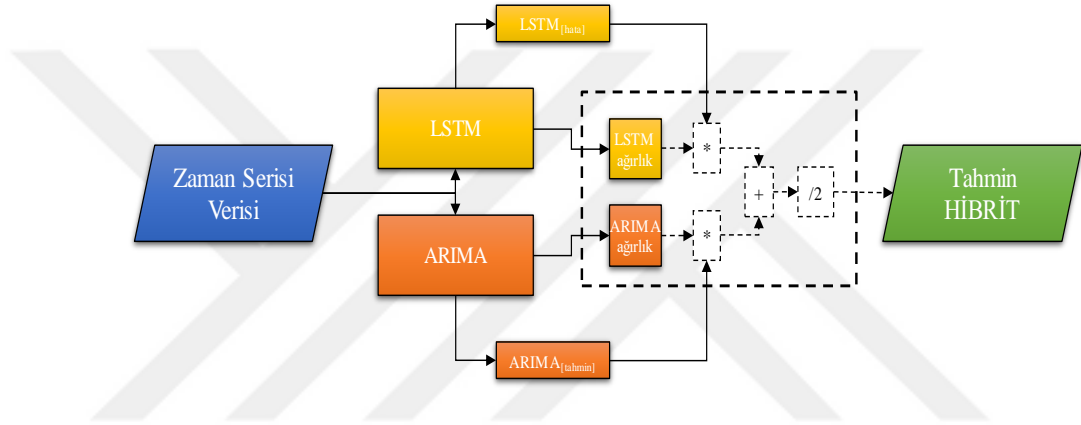 LSTM[hata]
LSTM
LSTM
ağırlık
*
Zaman Serisi
Verisi
+
/2
Tahmin
HİBRİT
ARIMA
ARIMA
ağırlık
*
ARIMA[tahmin]